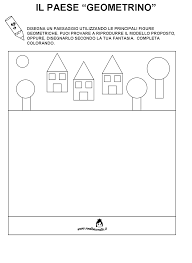 IL PAESE "GEOMETRINO"
DISEGNA UN PAESAGGIO UTILIZZANDO LE PRINCIPALI FIGURE
GEOMETRICHE. PUOI PROVARE A RIPRODURRE IL MODELLO PROPOSTO,
OPPURE, DISEGNARLO SECONDO LA TUA FANTASIA. COMPLETA
COLORANDO.